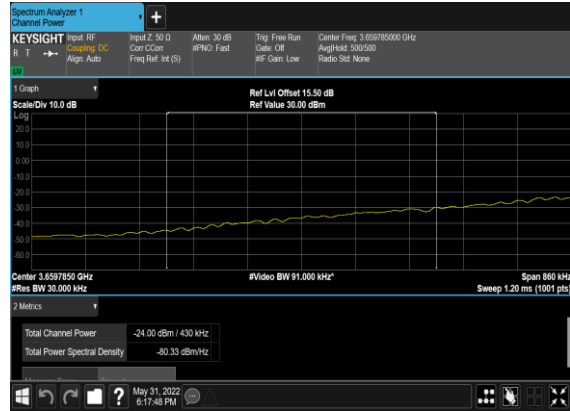 Spectrum Analyzer 1
Channel Power
+
KEYSIGHT Input: RF Input Z: 50 Ω Atten: 30 dB Trig: Free Run Center Freq: 3.659785000 GHz
R T Coupling: DC Corr CCorr #PNO: Fast Gate: Off Avg|Hold: 500/500
Align: Auto Freq Ref: Int (S) #IF Gain: Low Radio Std: None
1 Graph
Ref Lvl Offset 15.50 dB
Scale/Div 10.0 dB Ref Value 30.00 dBm
Log
20.0
10.0
0.00
-10.0
-20.0
-30.0
-40.0
-50.0
-60.0
Center 3.6597850 GHz #Video BW 91.000 kHz* Span 860 kHz
#Res BW 30.000 kHz Sweep 1.20 ms (1001 pts)
2 Metrics
Total Channel Power -24.00 dBm / 430 kHz
Total Power Spectral Density -80.33 dBm/Hz
? May 31, 2022
6:17:48 PM